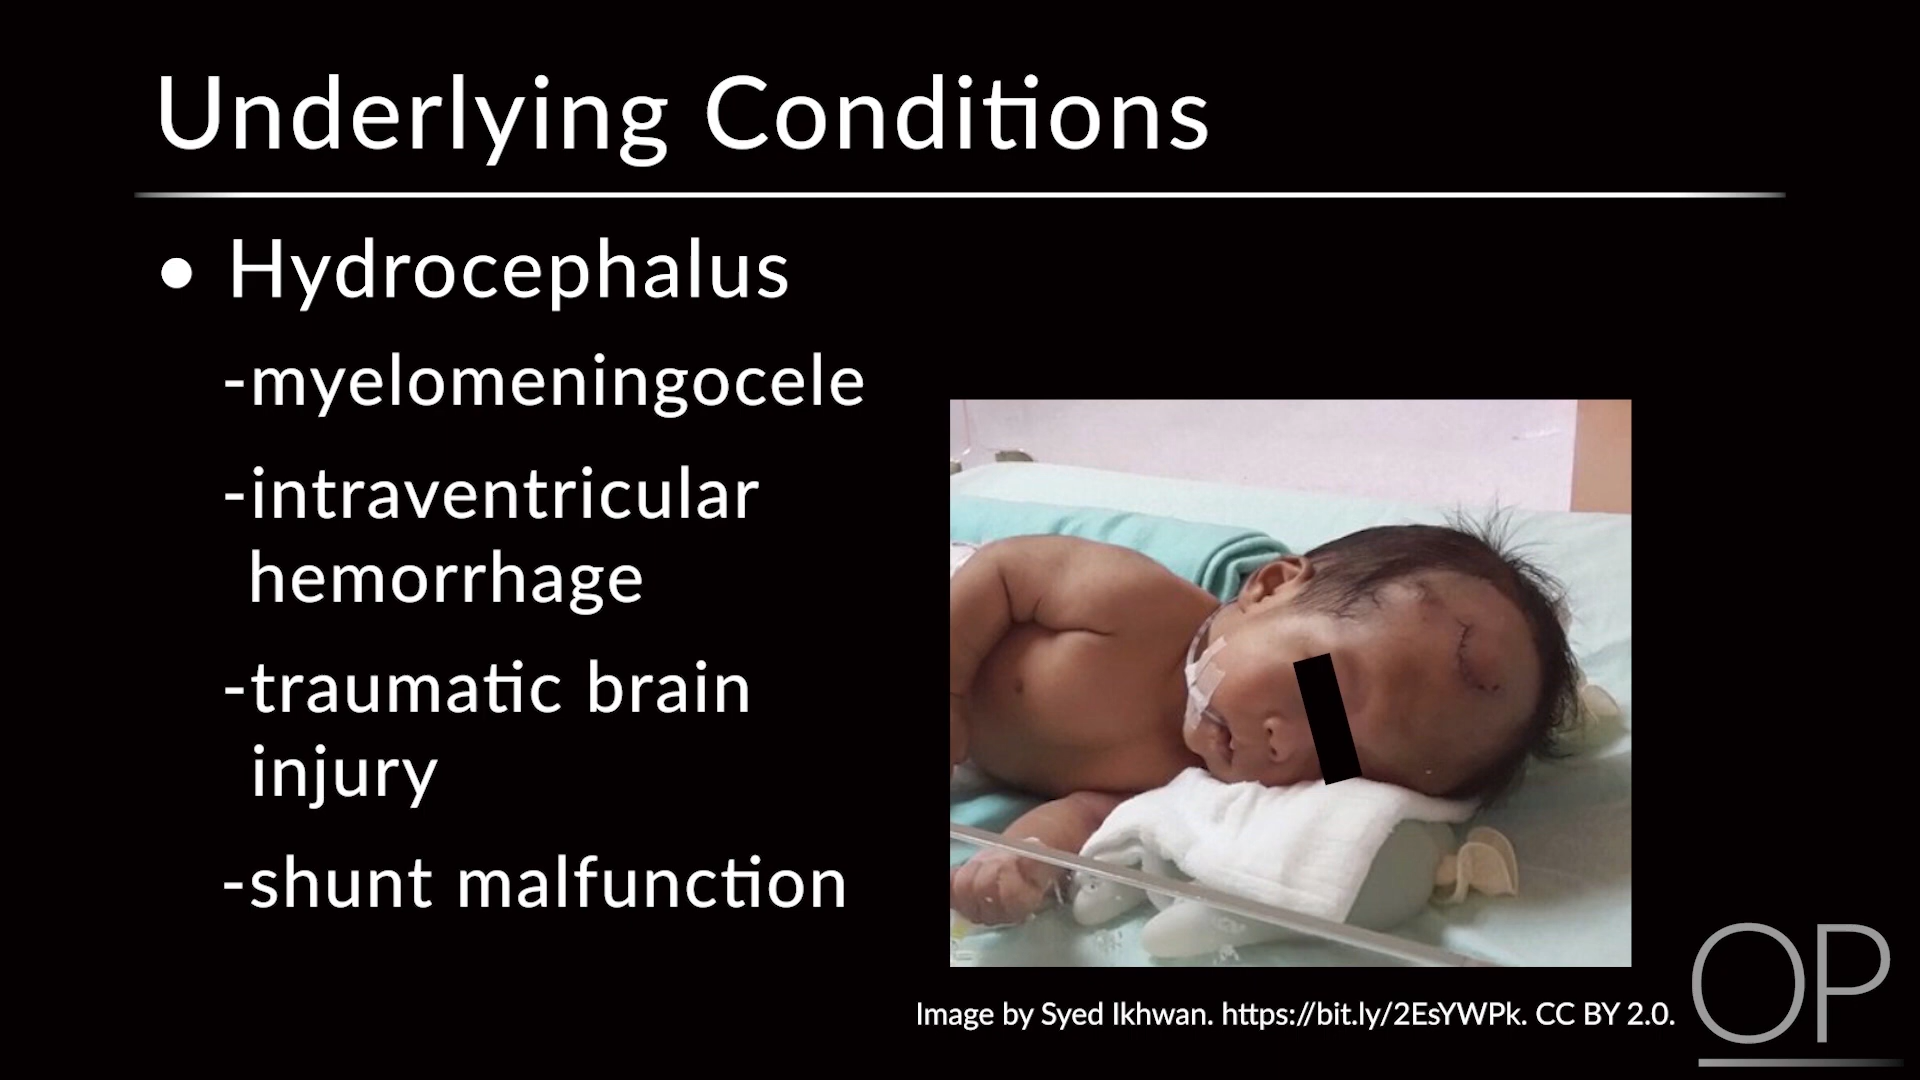 Underlying Conditions
• Hydrocephalus
-myelomeningocele
-intraventricular
hemorrhage
-traumatic brain
injury
-shunt malfunction
Image by Syed Ikhwan. https://bit.ly/2EsYWPk. CC BY 2.0.
OP